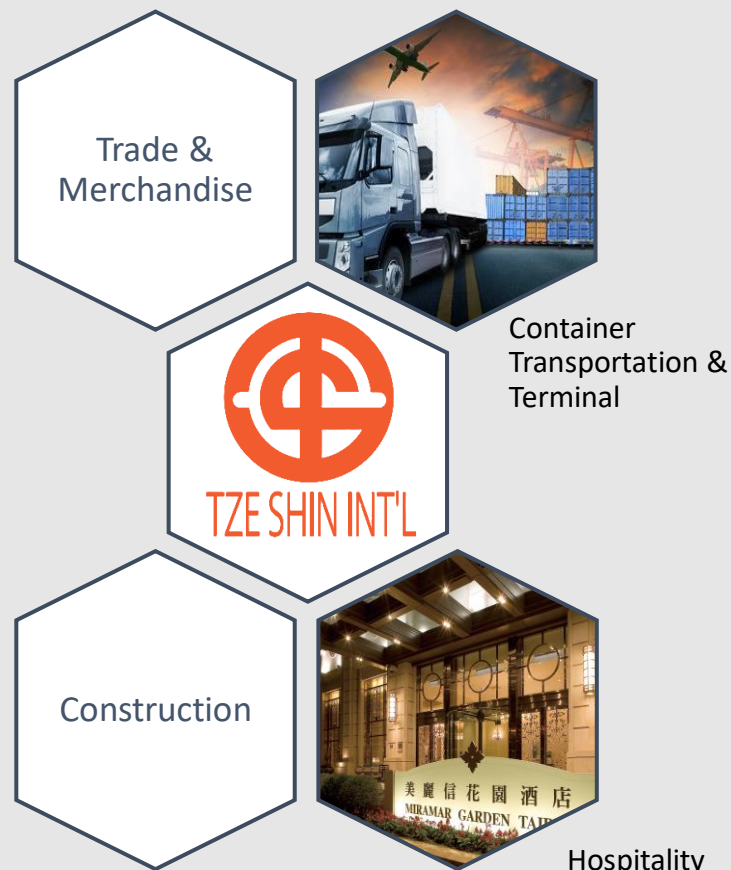 Trade &
Merchandise
Container
Transportation &
Terminal
TZE SHIN INT'L
Construction
美麗信花園酒店
MIRAMAR GARDEN
Hospitality